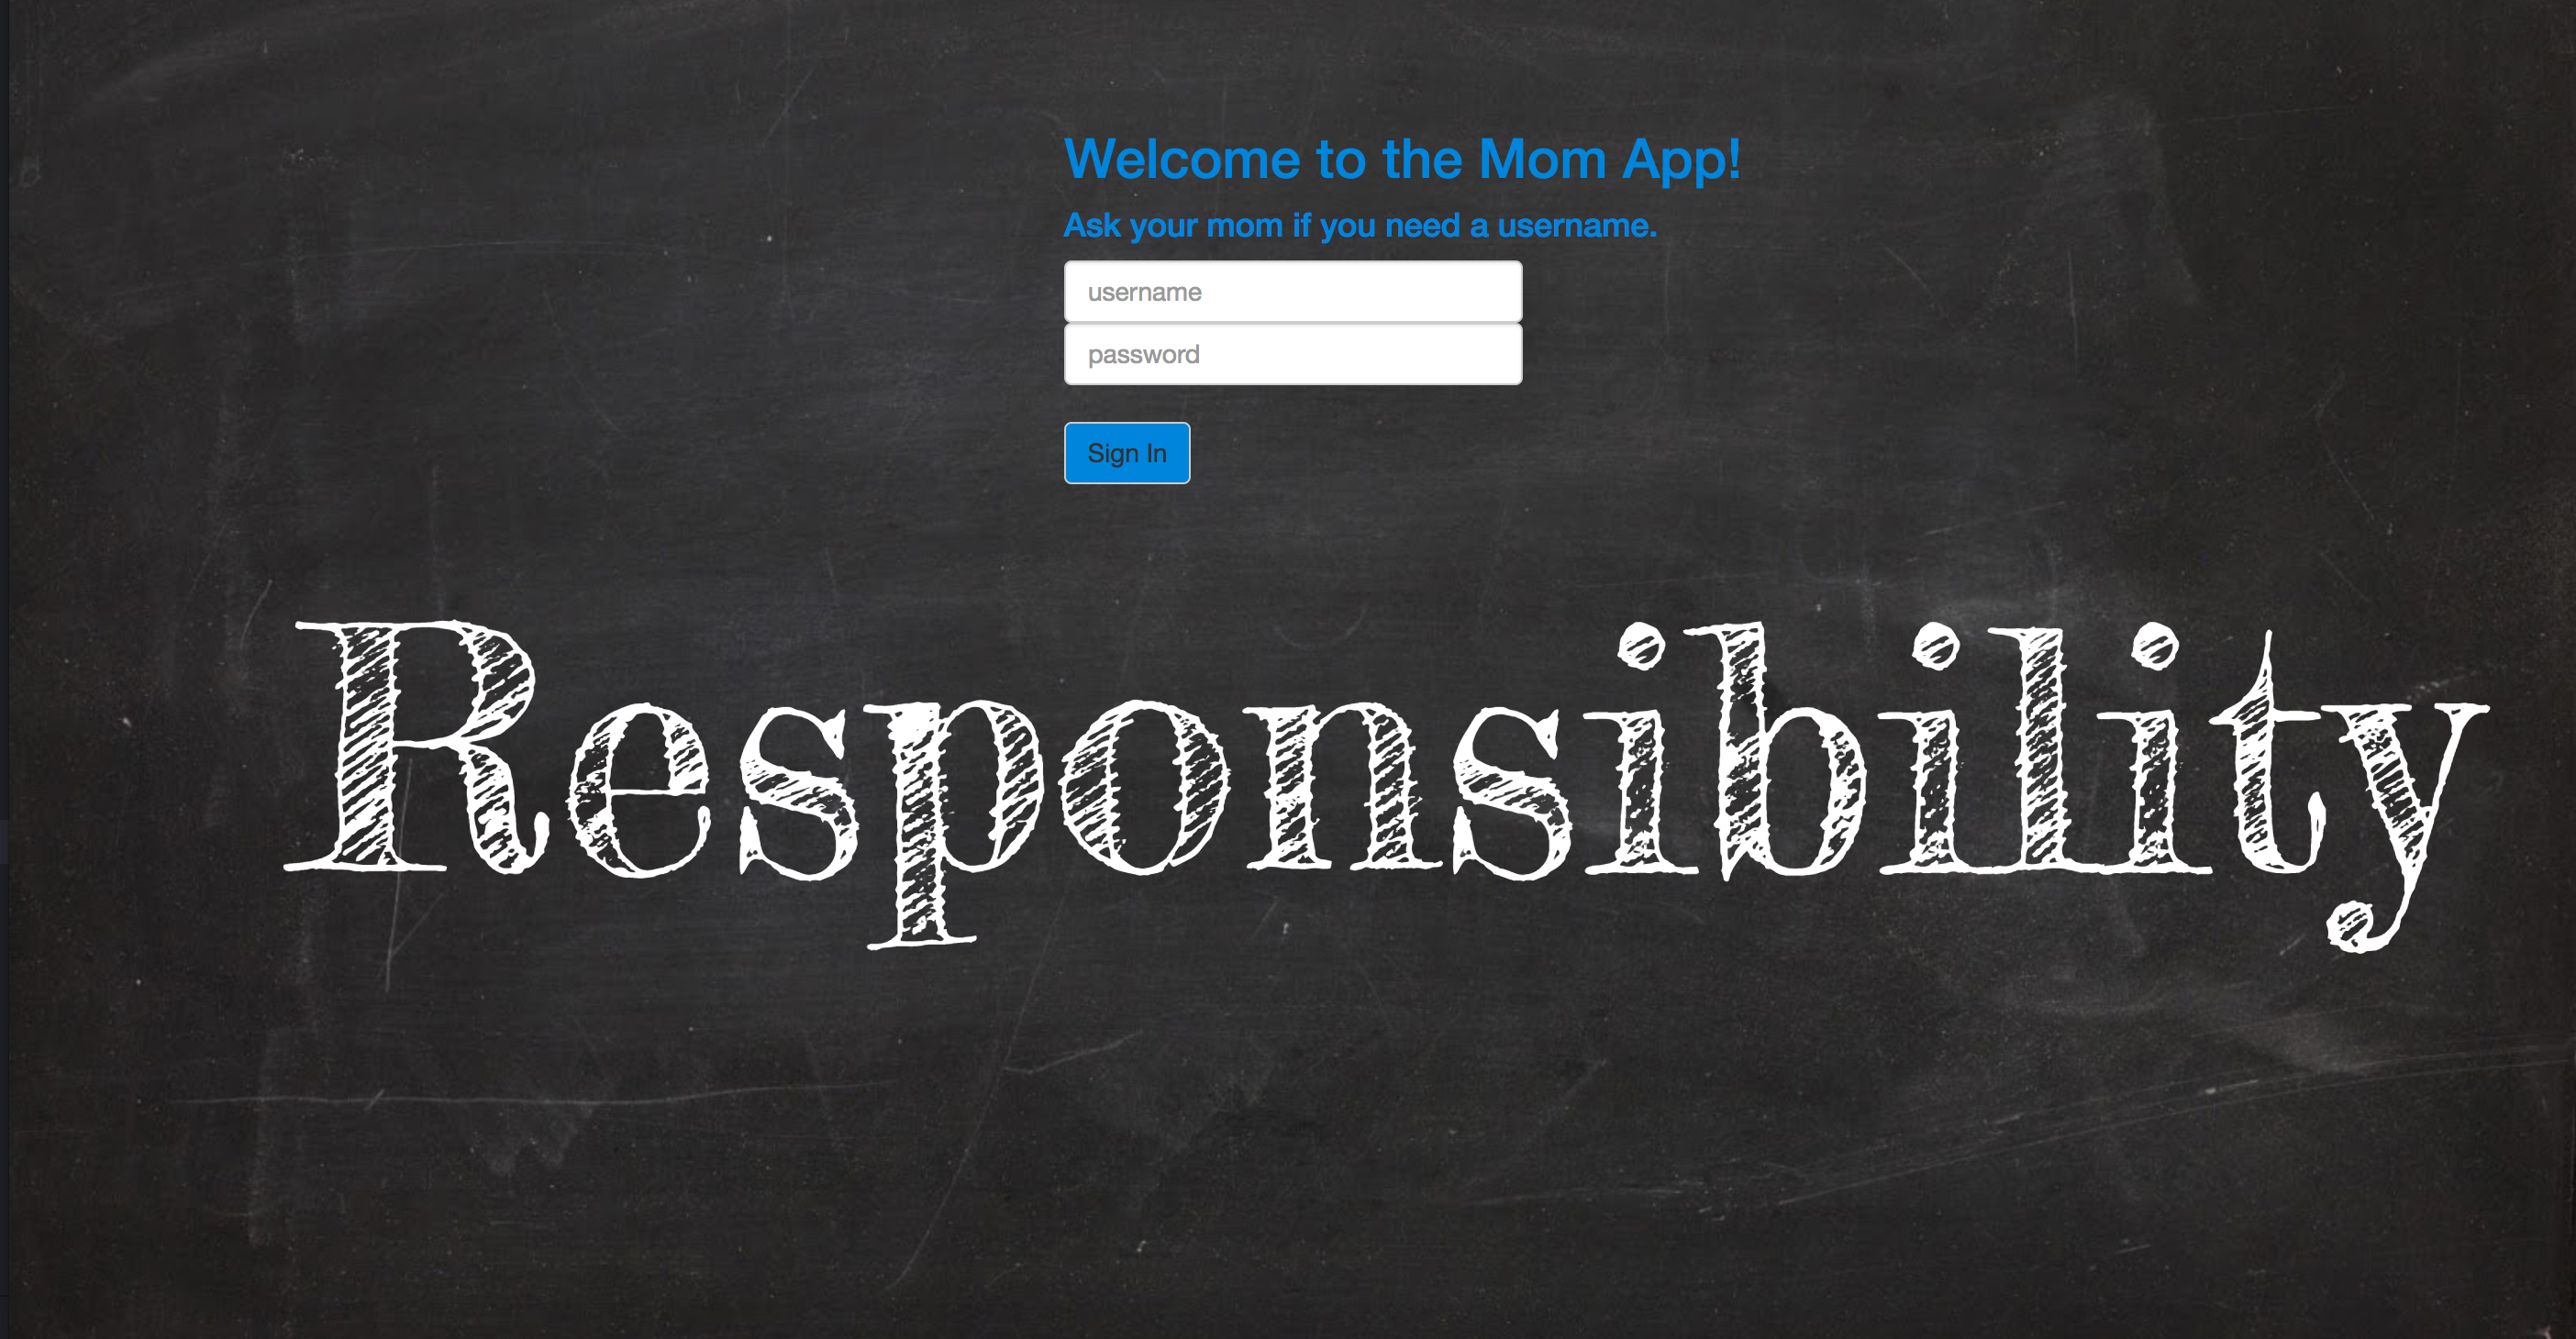 Welcome to the Mom App!
Ask your mom if you need a username.
username
password
Sign In
Responsibility